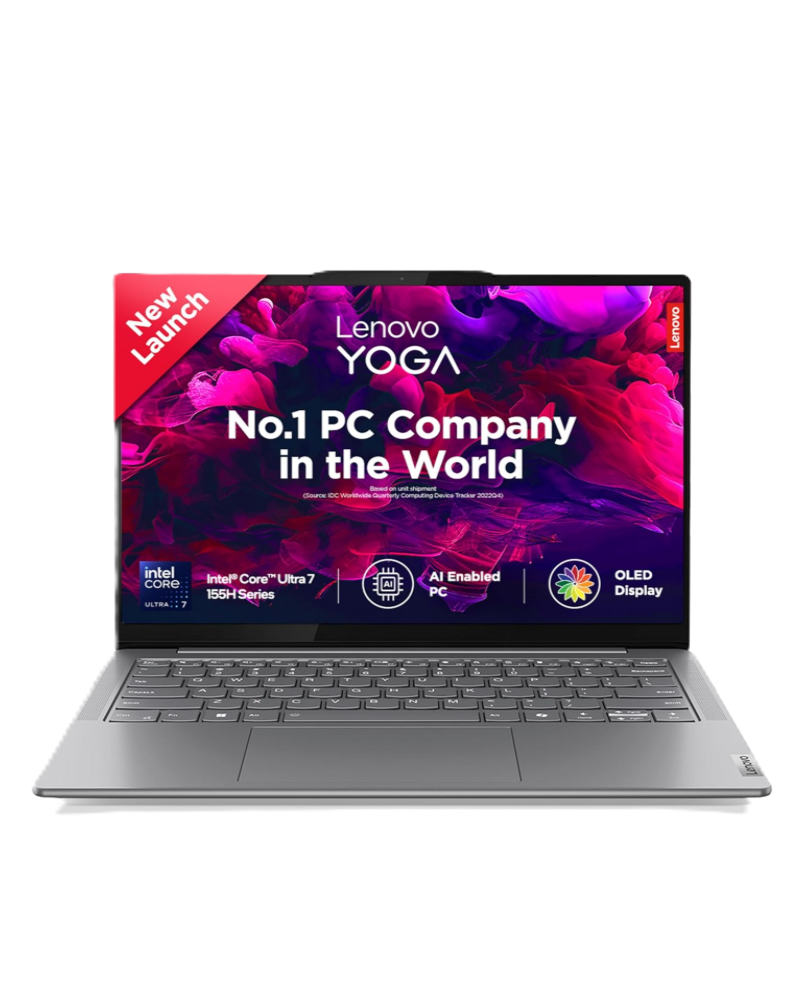 New
Launch
Lenovo
YOGA
Lenovo
No.1 PC Company
in the World
Based on unit shipment
(Source: IDC Worldwide Quarterly Computing Device Tracker 2022Q4)
intel
CORE
ULTRA 7
Intel® Core™ Ultra 7
155H Series
AI
AI Enabled
PC
OLED
Display
Q W E R T Y U I O P
A S D F G H J K L
Z X C V B N M
Lenovo